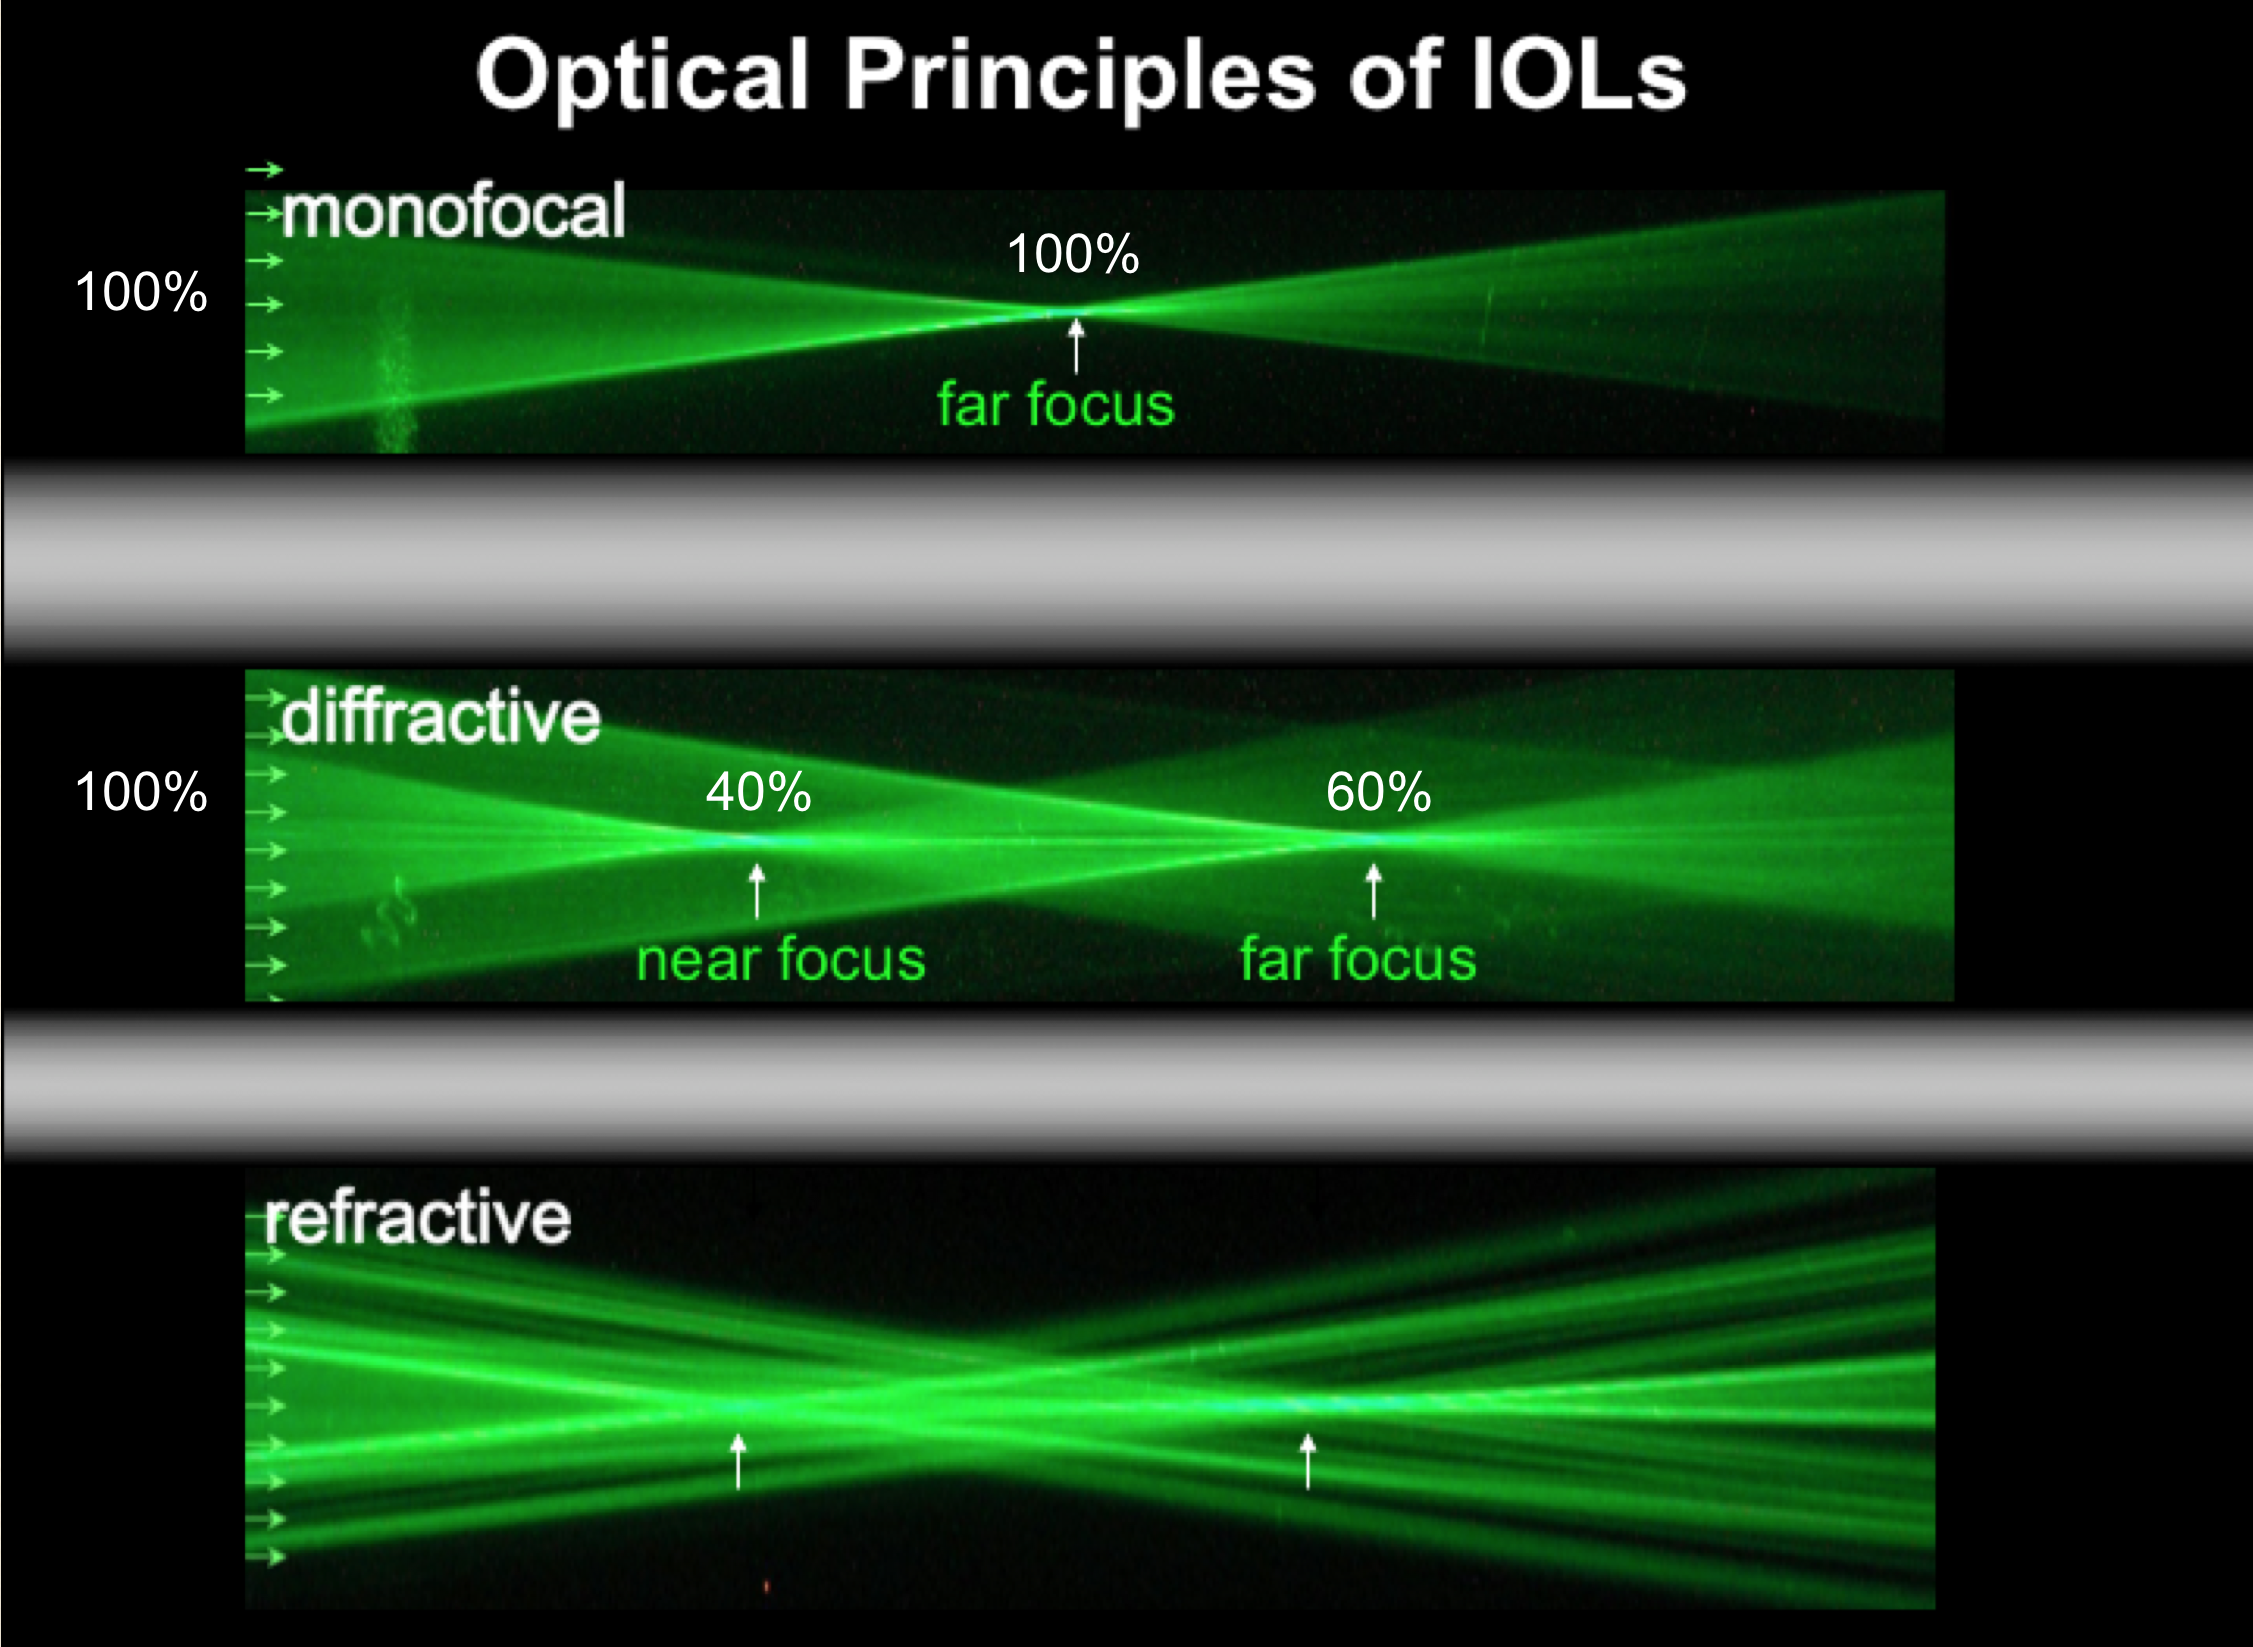 Optical Principles of IOLs
monofocal
100%
100%
far focus
diffractive
100%
40%
60%
near focus
far focus
refractive